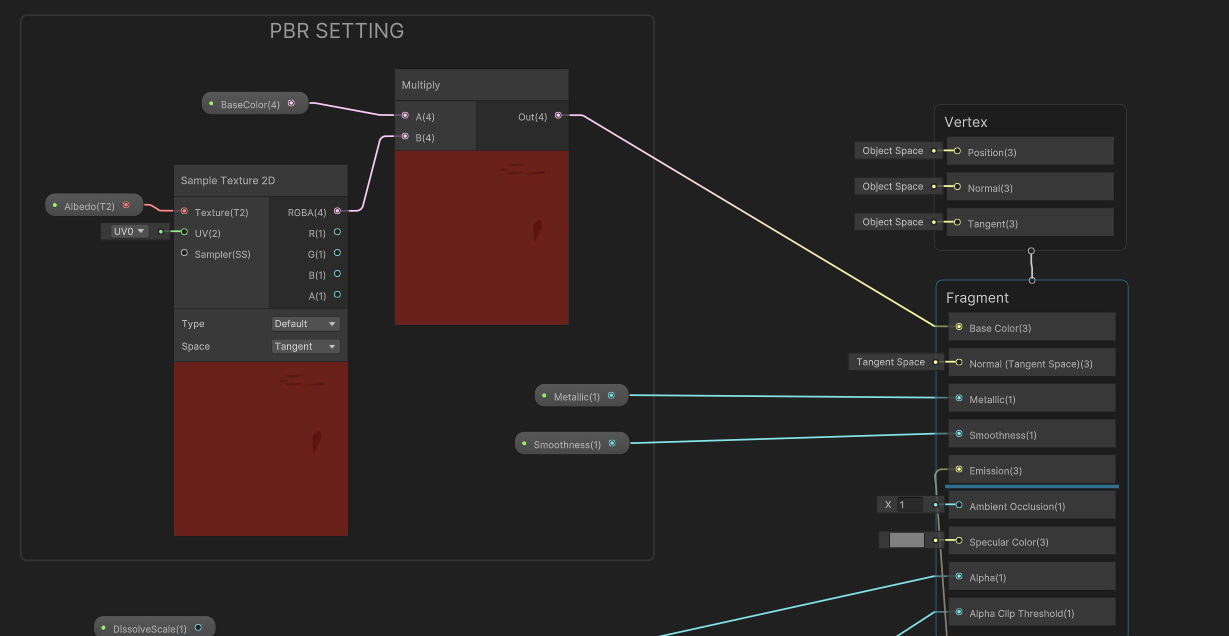 PBR SETTING
BaseColor(4)
Multiply
A(4)
Out(4)
B(4)
Sample Texture 2D
Albedo(T2)
Texture(T2)
RGBA(4)
UV0
UV(2)
R(1)
Sampler(SS)
G(1)
B(1)
A(1)
Type
Default
Space
Tangent
Metallic(1)
Smoothness(1)
DissolveScale(1)
Vertex
Object Space
Position(3)
Object Space
Normal(3)
Object Space
Tangent(3)
Fragment
Base Color(3)
Tangent Space
Normal (Tangent Space)(3)
Metallic(1)
Smoothness(1)
Emission(3)
X 1
Ambient Occlusion(1)
Specular Color(3)
Alpha(1)
Alpha Clip Threshold(1)